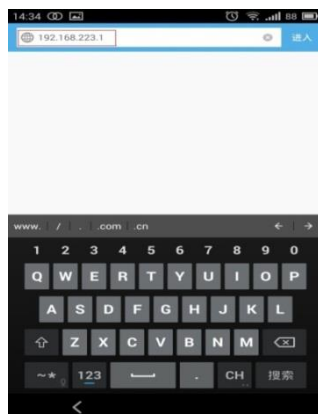 14:34 88
192.168.223.1 进入
www. / . .com .cn
1 2 3 4 5 6 7 8 9 0
Q W E R T Y U I O P
A S D F G H J K L
Z X C V B N M
~* 123 . CH 搜索